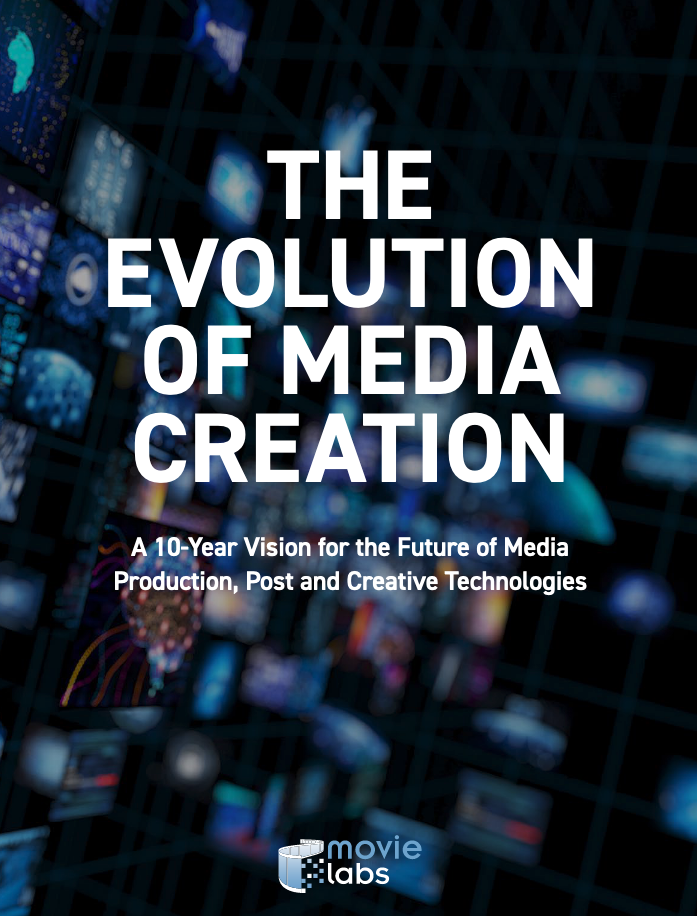 THE
EVOLUTION
OF MEDIA
CREATION
A 10-Year Vision for the Future of Media
Production, Post and Creative Technologies
movie
labs